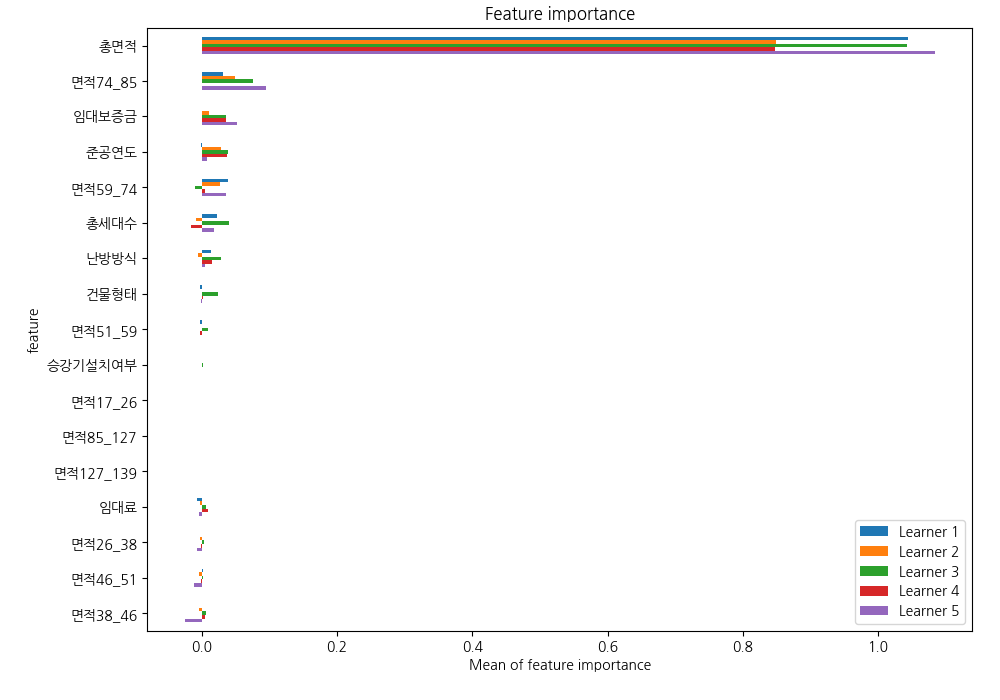 Feature importance
총면적
면적74_85
임대보증금
준공연도
면적59_74
총세대수
난방방식
건물형태
면적51_59
승강기설치여부
면적17_26
면적85_127
면적127_139
임대료
면적26_38
면적46_51
면적38_46
feature
0.0 0.2 0.4 0.6 0.8 1.0
Mean of feature importance
Learner 1
Learner 2
Learner 3
Learner 4
Learner 5